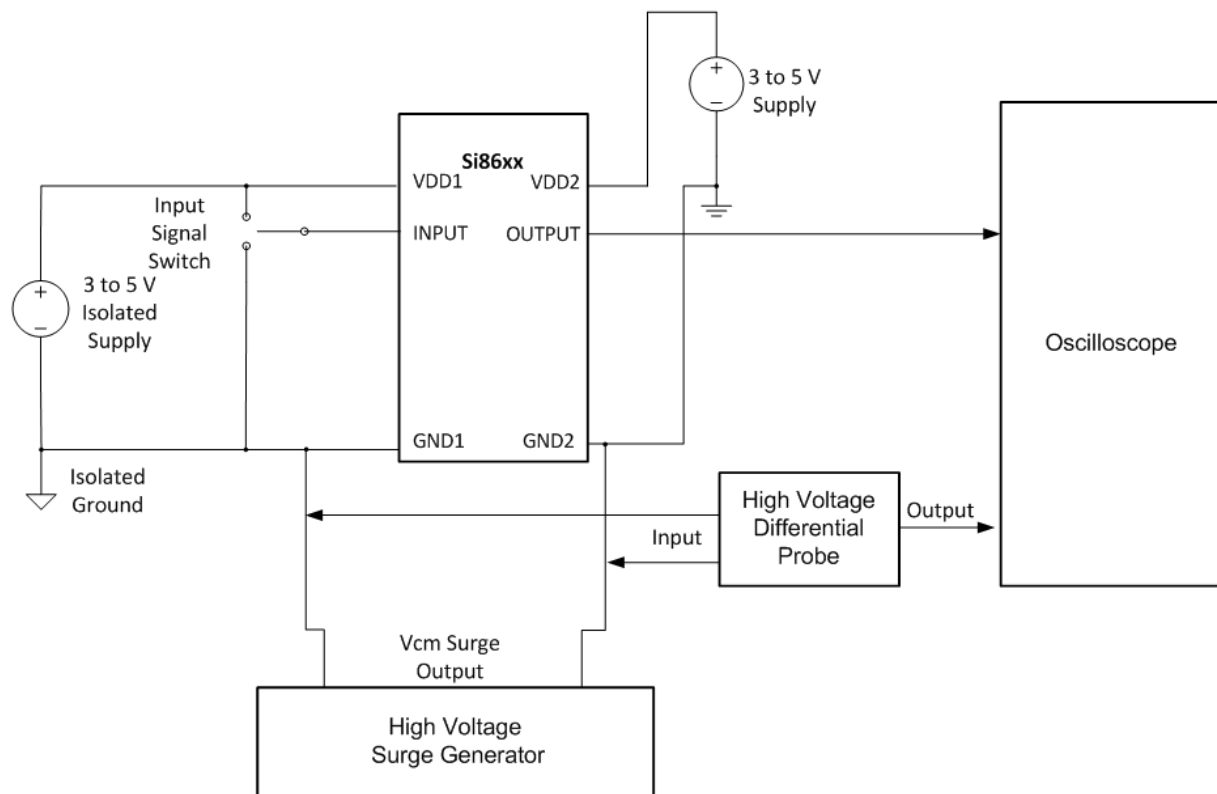 +
−
3 to 5 V
Supply
Si86xx
VDD1
VDD2
Input
Signal
Switch
INPUT
OUTPUT
+
−
3 to 5 V
Isolated
Supply
Oscilloscope
GND1
GND2
Isolated
Ground
High Voltage
Differential
Probe
Input
Output
Vcm Surge
Output
High Voltage
Surge Generator